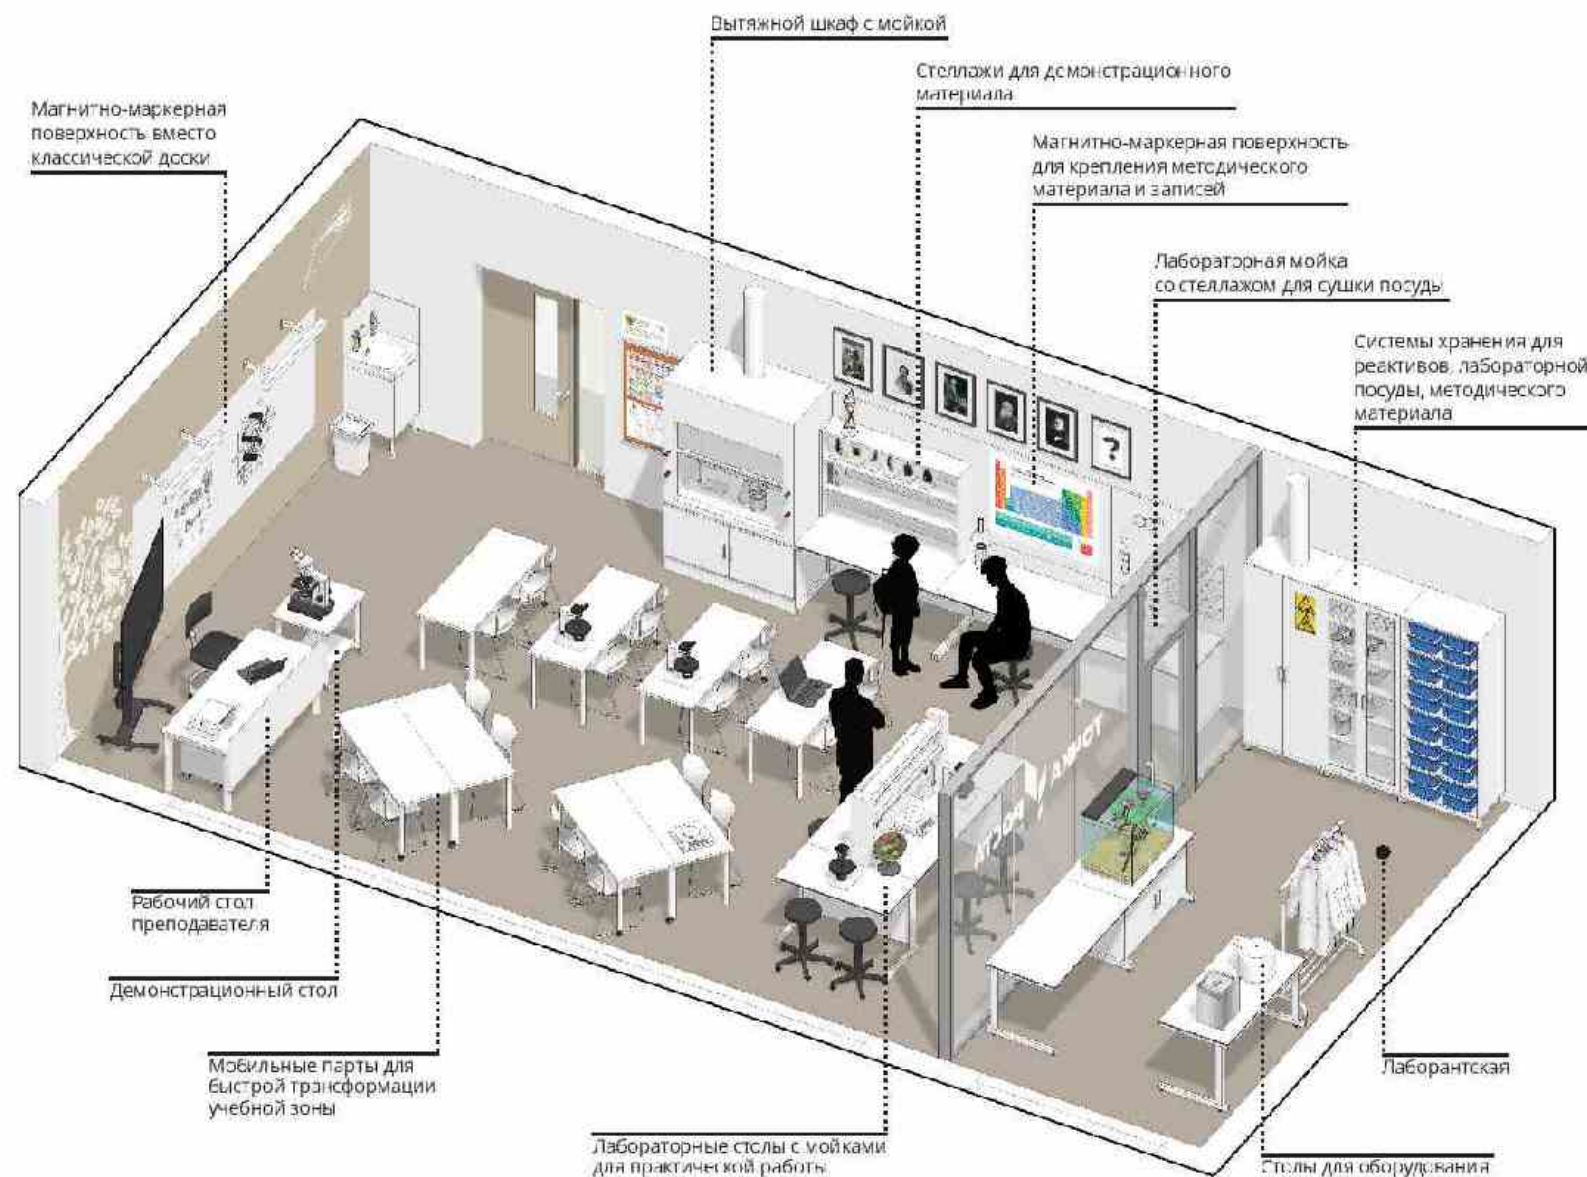 Вытяжной шкаф с мойкой
Стеллажи для демонстрационного
материала
Магнитно-маркерная
поверхность вместо
классической доски
Магнитно-маркерная поверхность
для крепления методического
материала и записей
Лабораторная мойка
со стеллажом для сушки посуды
Системы хранения для
реактивов, лабораторной
посуды, методического
материала
?
Рабочий стол
преподавателя
Демонстрационный стол
Мобильные парты для
быстрой трансформации
учебной зоны
Лабораторные столы с мойками
для практической работы
Лаборантская
Столы для оборудования